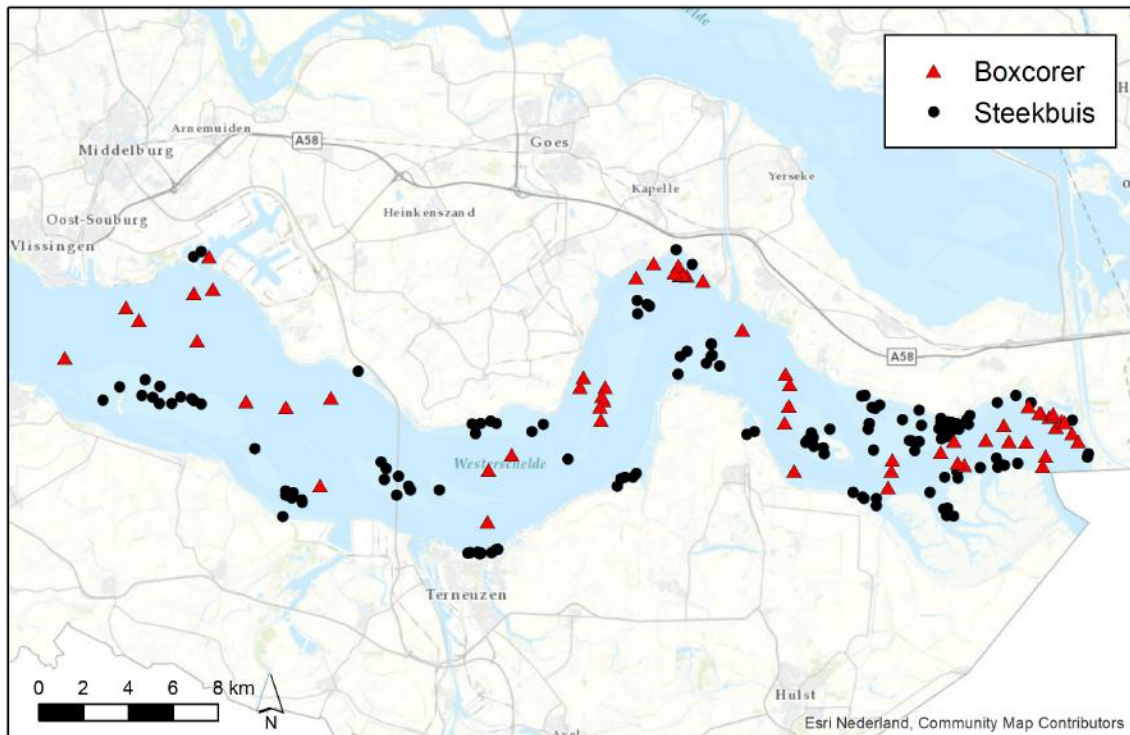 Boxcorer
Steekbuis
Arnemuiden
A58
Middelburg
Goes
Kapelle
Yerseke
Heinkenszand
Oost-Souburg
Vlissingen
A58
Westerschelde
Terneuzen
Hulst
0 2 4 6 8 km
N
Esri Nederland, Community Map Contributors